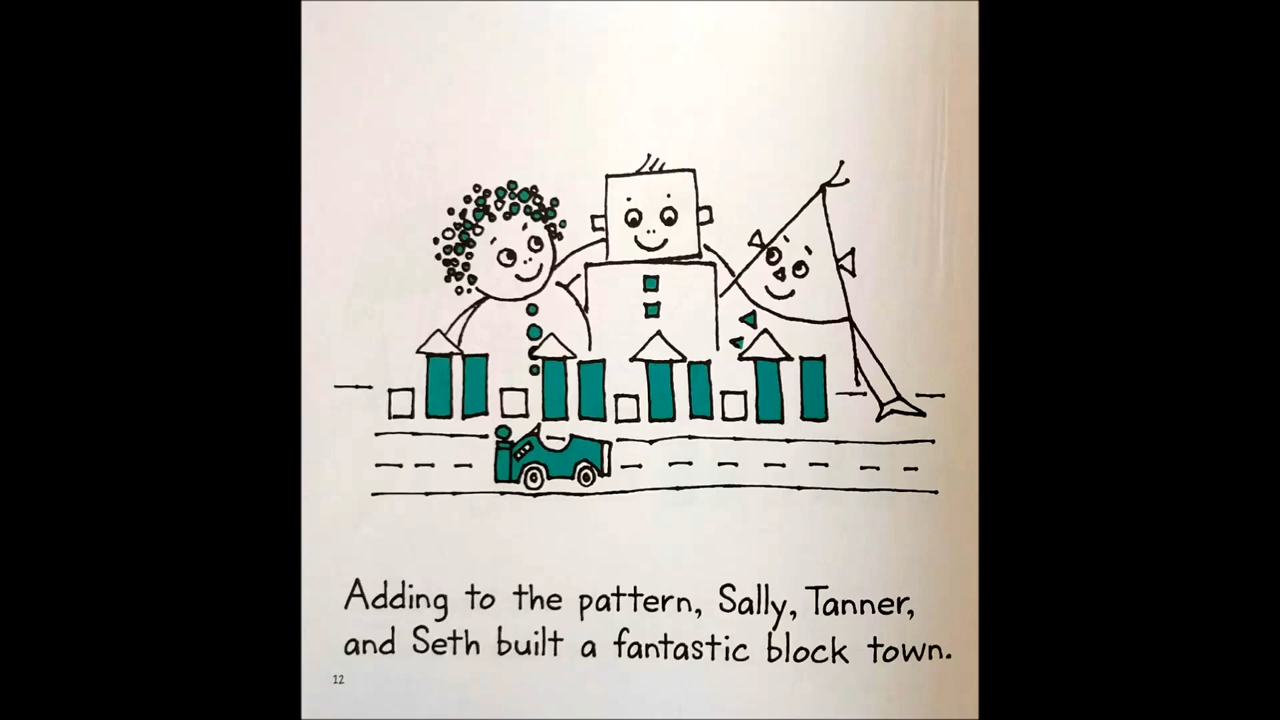 Adding to the pattern, Sally, Tanner,
and Seth built a fantastic block town.
12